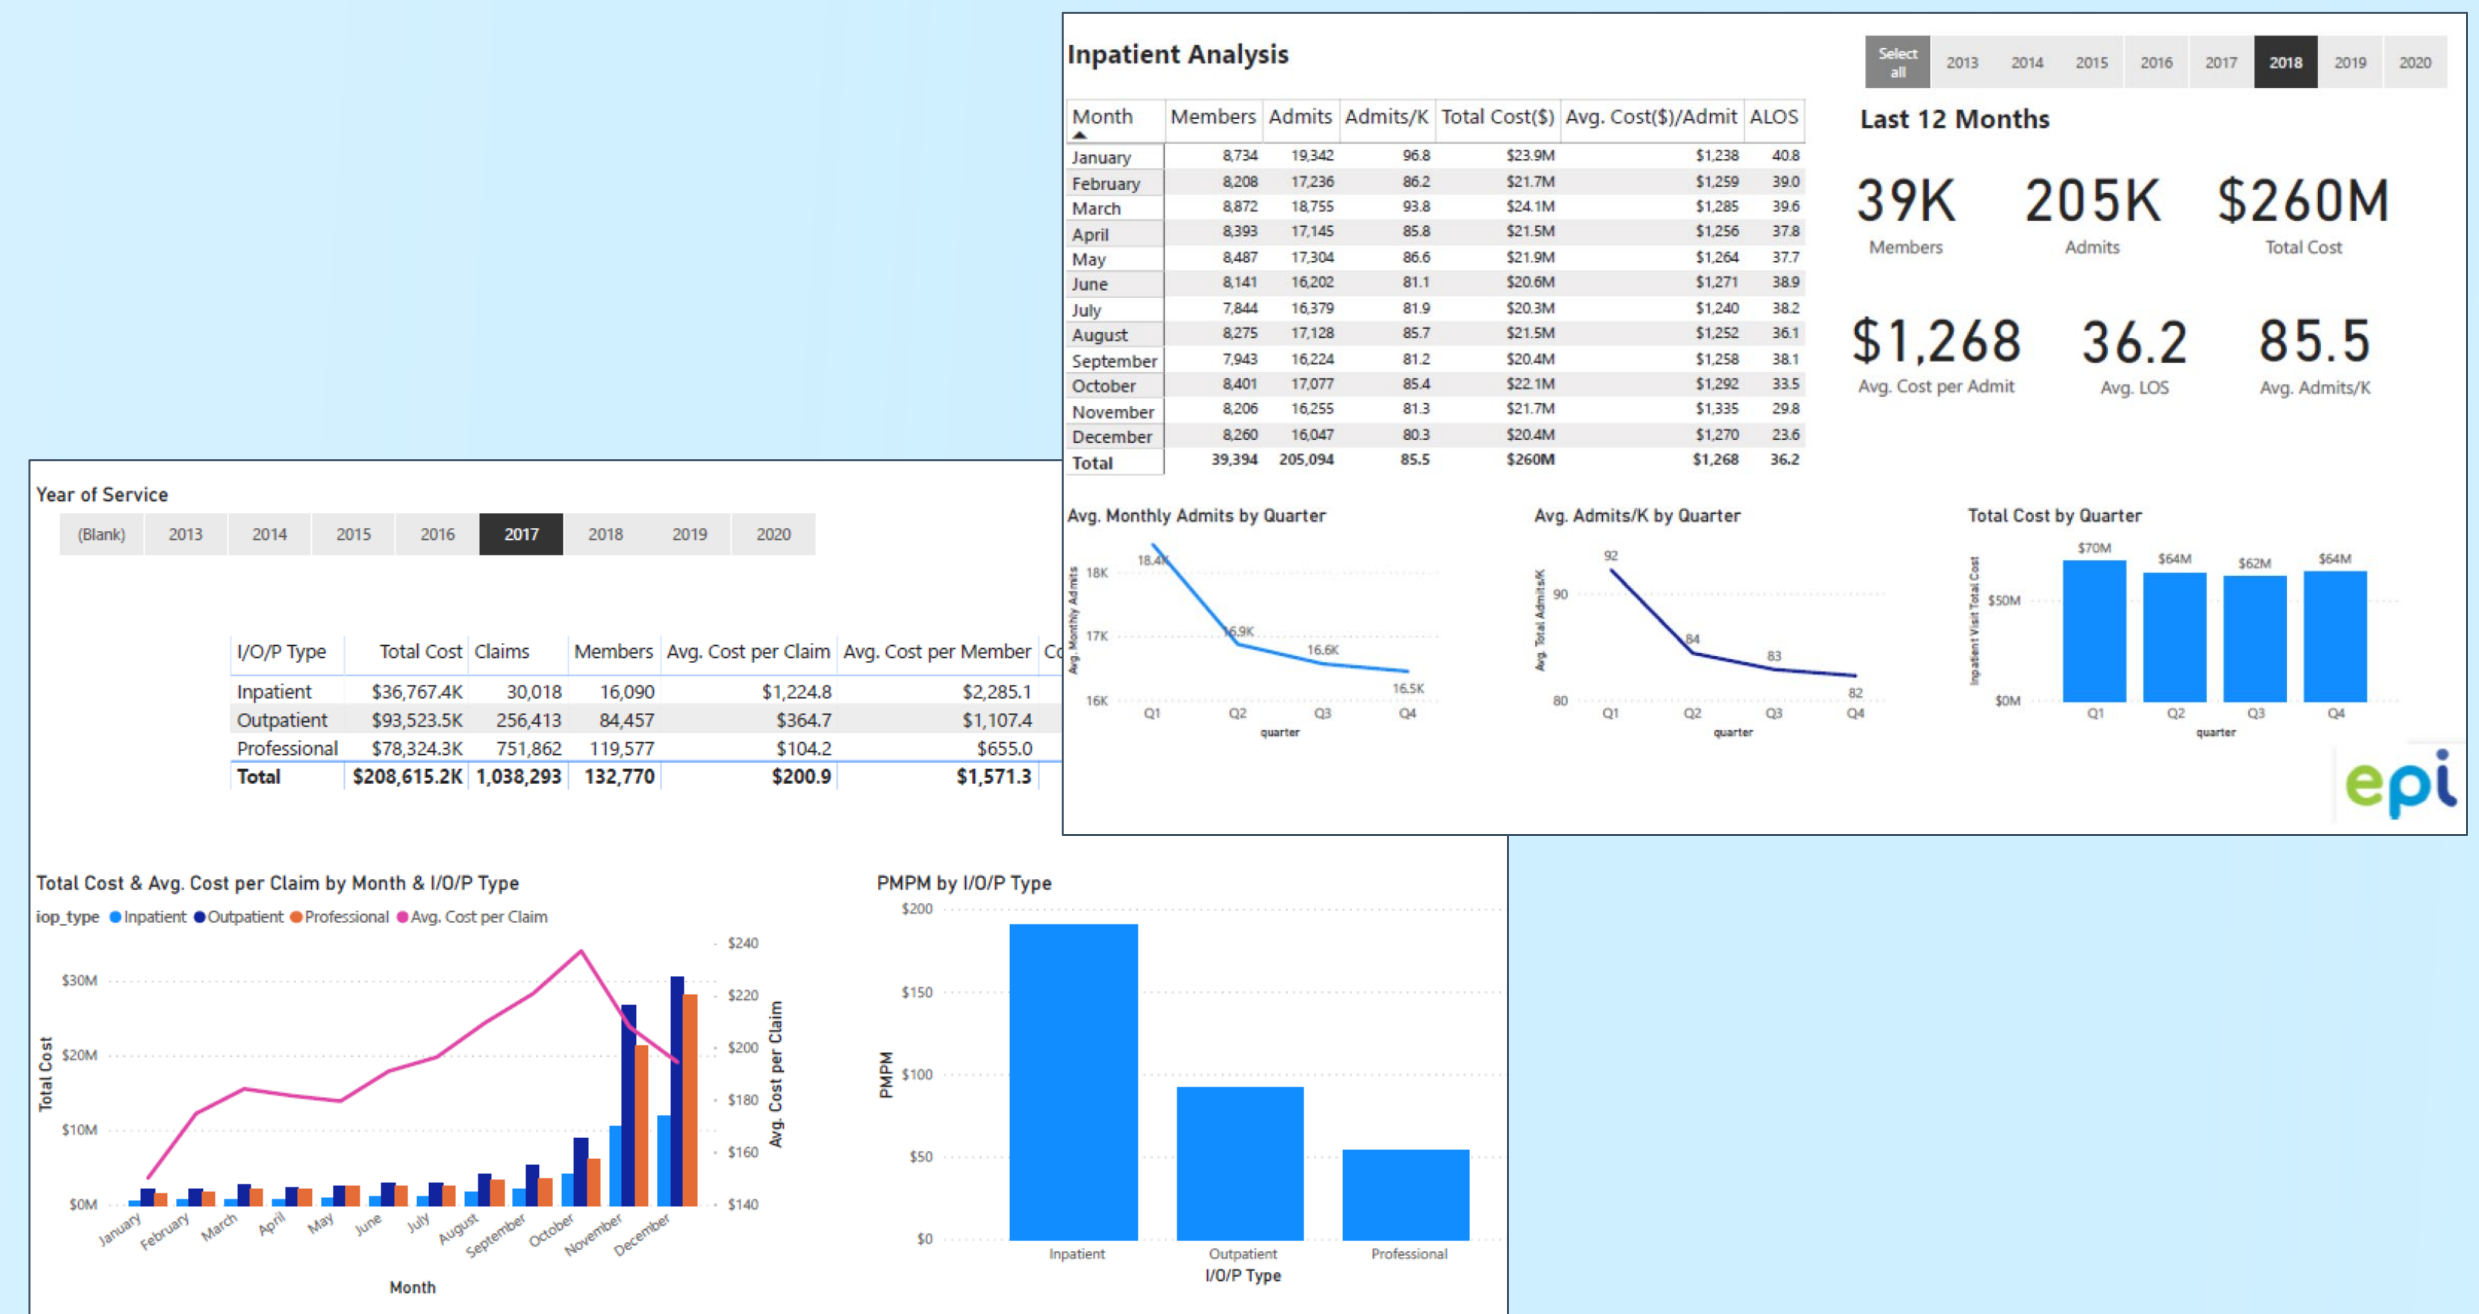 Inpatient Analysis
Select all 2013 2014 2015 2016 2017 2018 2019 2020
Month Members Admits Admits/K Total Cost($) Avg. Cost($)/Admit ALOS
January 8,734 19,342 96.8 $23.9M $1,238 40.8
February 8,208 17,236 86.2 $21.7M $1,259 39.0
March 8,872 18,755 93.8 $24.1M $1,285 39.6
April 8,393 17,145 85.8 $21.5M $1,256 37.8
May 8,487 17,304 86.6 $21.9M $1,264 37.7
June 8,141 16,202 81.1 $20.6M $1,271 38.9
July 7,844 16,379 81.9 $20.3M $1,240 38.2
August 8,275 17,128 85.7 $21.5M $1,252 36.1
September 7,943 16,224 81.2 $20.4M $1,258 38.1
October 8,401 17,077 85.4 $22.1M $1,292 33.5
November 8,206 16,255 81.3 $21.7M $1,335 29.8
December 8,260 16,047 80.3 $20.4M $1,270 23.6
Total 39,394 205,094 85.5 $260M $1,268 36.2
Last 12 Months
39K 205K $260M
Members Admits Total Cost
$1,268 36.2 85.5
Avg. Cost per Admit Avg. LOS Avg. Admits/K
Avg. Monthly Admits by Quarter
Avg. Monthly Admits
18K
17K
16K
18.4K
16.9K
16.6K
16.5K
Q1 Q2 Q3 Q4
quarter
Avg. Admits/K by Quarter
Avg. Total Admits/K
90
80
92
84
83
82
Q1 Q2 Q3 Q4
quarter
Total Cost by Quarter
Inpatient Visit Total Cost
$50M
$0M
$70M $64M $62M $64M
Q1 Q2 Q3 Q4
quarter
epi
Year of Service
(Blank) 2013 2014 2015 2016 2017 2018 2019 2020
I/O/P Type Total Cost Claims Members Avg. Cost per Claim Avg. Cost per Member Co
Inpatient $36,767.4K 30,018 16,090 $1,224.8 $2,285.1
Outpatient $93,523.5K 256,413 84,457 $364.7 $1,107.4
Professional $78,324.3K 751,862 119,577 $104.2 $655.0
Total $208,615.2K 1,038,293 132,770 $200.9 $1,571.3
Total Cost & Avg. Cost per Claim by Month & I/O/P Type
iop_type Inpatient Outpatient Professional Avg. Cost per Claim
Total Cost
$30M
$20M
$10M
$0M
$240
$220
$200
$180
$160
$140
Avg. Cost per Claim
January February March April May June July August September October November December
Month
PMPM by I/O/P Type
PMPM
$200
$150
$100
$50
$0
Inpatient Outpatient Professional
I/O/P Type